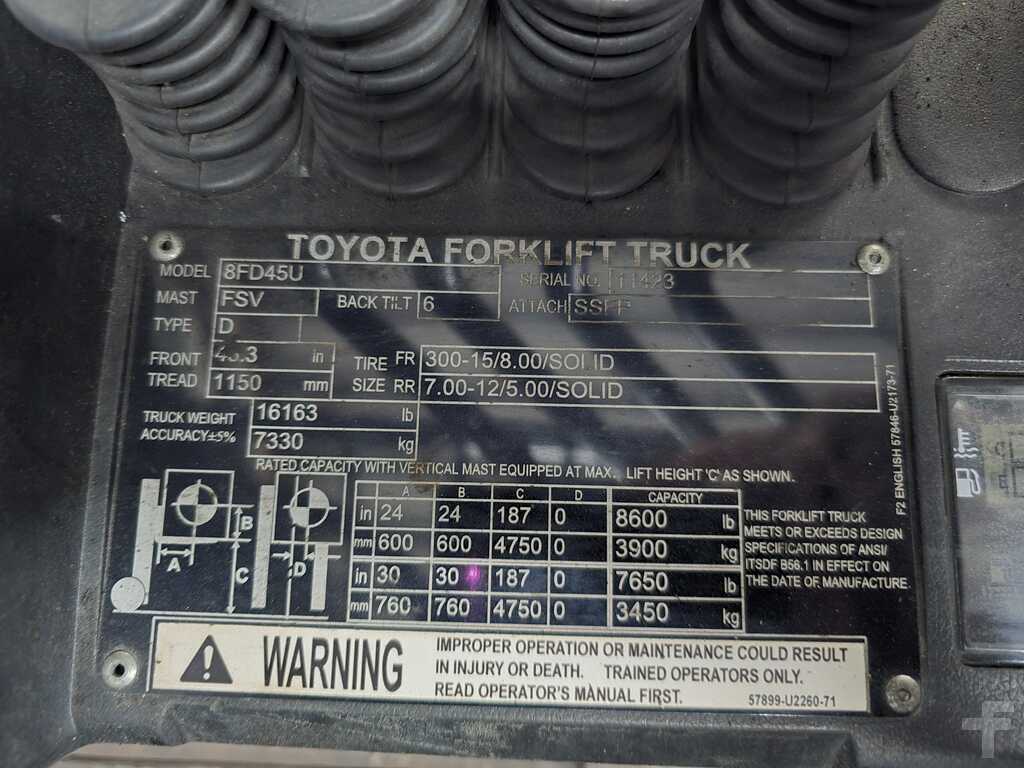 TOYOTA FORKLIFT TRUCK
MODEL 8FD45U SERIAL NO. 11423
MAST FSV BACK TILT 6 ATTACH SSFP
TYPE D
FRONT TREAD 45.3 in
1150 mm
TIRE SIZE FR 300-15/8.00/SOLID
RR 7.00-12/5.00/SOLID
TRUCK WEIGHT 16163 lb
ACCURACY±5% 7330 kg
RATED CAPACITY WITH VERTICAL MAST EQUIPPED AT MAX. LIFT HEIGHT 'C' AS SHOWN.
A B C D CAPACITY
in 24 24 187 0 8600 lb
mm 600 600 4750 0 3900 kg
in 30 30 187 0 7650 lb
mm 760 760 4750 0 3450 kg
B
A
C
D
THIS FORKLIFT TRUCK
MEETS OR EXCEEDS DESIGN
SPECIFICATIONS OF ANSI/
ITSDF B56.1 IN EFFECT ON
THE DATE OF MANUFACTURE.
F2 ENGLISH 57846-U2173-71
WARNING
IMPROPER OPERATION OR MAINTENANCE COULD RESULT
IN INJURY OR DEATH. TRAINED OPERATORS ONLY.
READ OPERATOR'S MANUAL FIRST.
57899-U2260-71